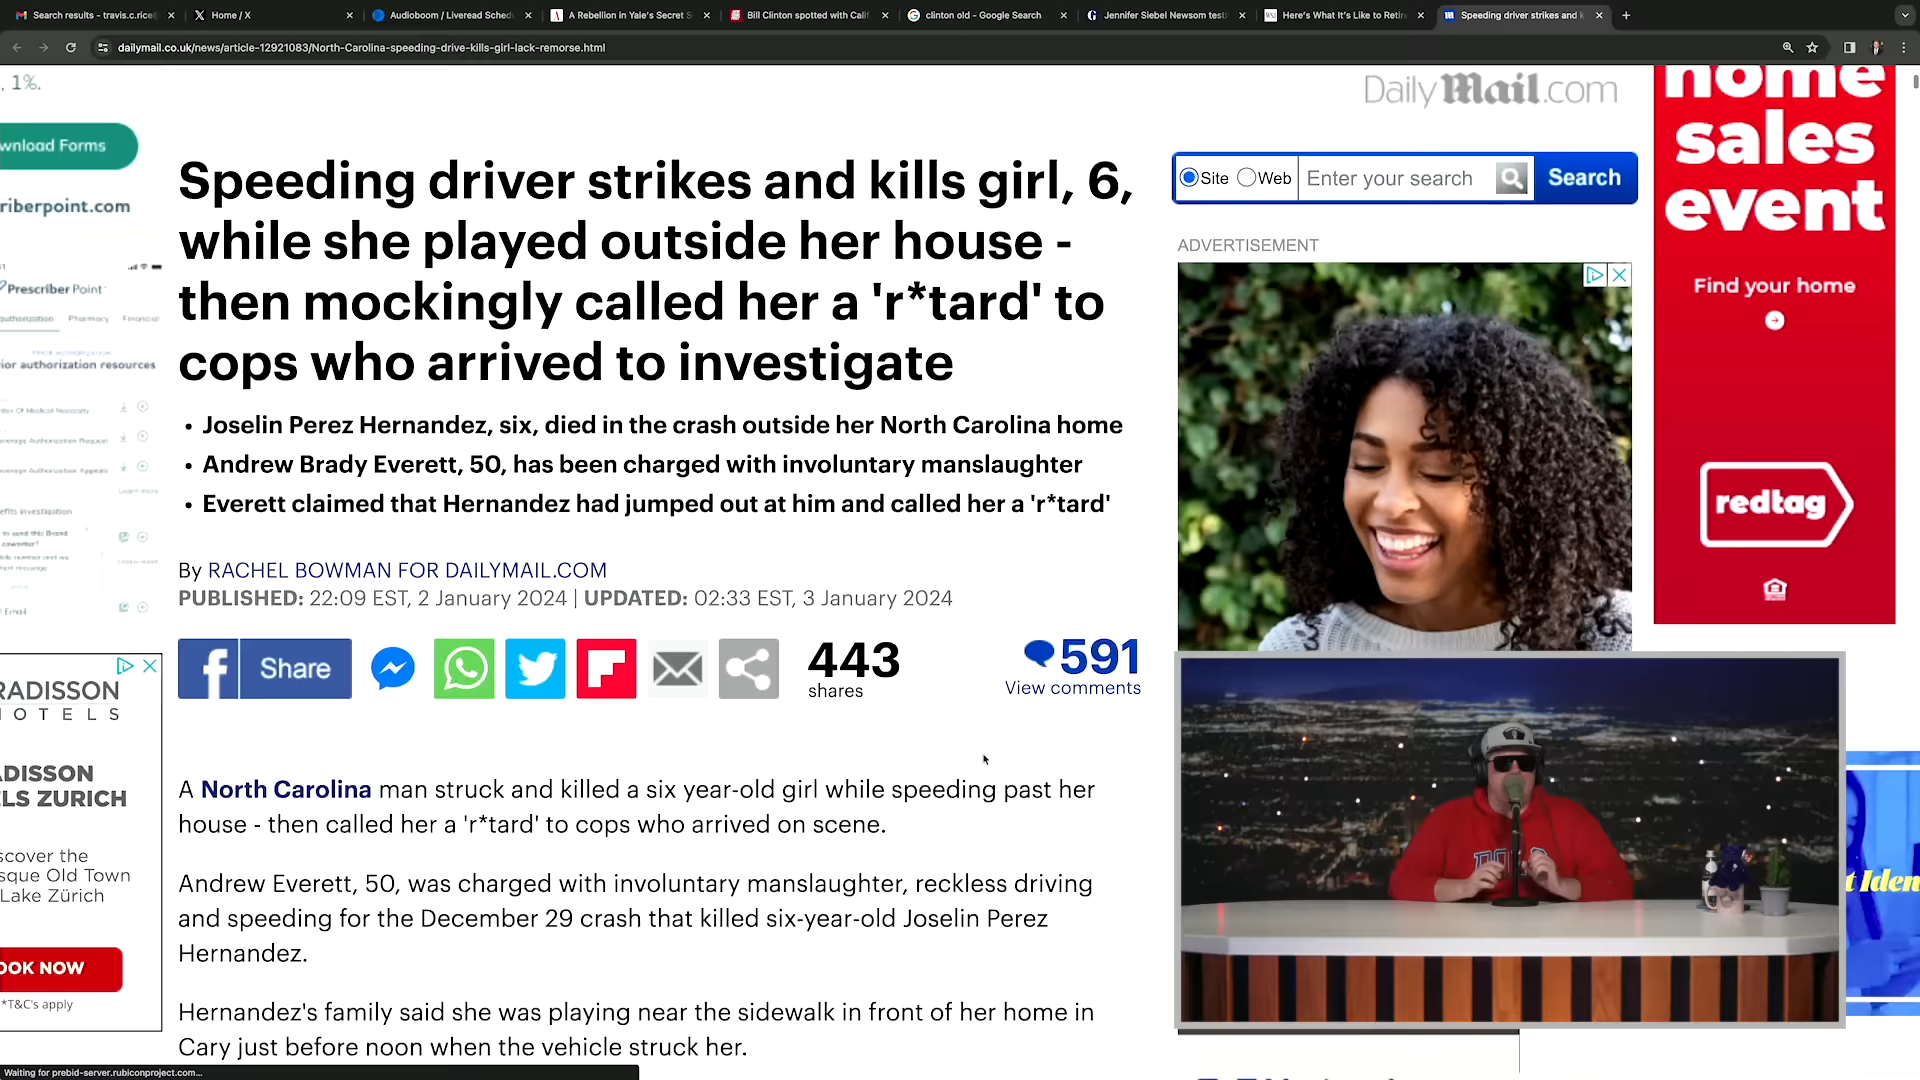 Search results - travis.c.rice
Home / X
Audioboom / Liveread Sched
A Rebellion in Yale's Secret S
Bill Clinton spotted with Cali
clinton old - Google Search
Jennifer Siebel Newsom test
Here's What It's Like to Retir
Speeding driver strikes and k
dailymail.co.uk/news/article-12921083/North-Carolina-speeding-drive-kills-girl-lack-remorse.html
, 1%.
wnload Forms
riberpoint.com
Prescriber Point
authorization Pharmacy Financial
ior authorization resources
Daily Mail.com
Speeding driver strikes and kills girl, 6,
while she played outside her house -
then mockingly called her a 'r*tard' to
cops who arrived to investigate
• Joselin Perez Hernandez, six, died in the crash outside her North Carolina home
• Andrew Brady Everett, 50, has been charged with involuntary manslaughter
• Everett claimed that Hernandez had jumped out at him and called her a 'r*tard'
By RACHEL BOWMAN FOR DAILYMAIL.COM
PUBLISHED: 22:09 EST, 2 January 2024 | UPDATED: 02:33 EST, 3 January 2024
f Share
443
shares
591
View comments
A North Carolina man struck and killed a six year-old girl while speeding past her
house - then called her a 'r*tard' to cops who arrived on scene.
Andrew Everett, 50, was charged with involuntary manslaughter, reckless driving
and speeding for the December 29 crash that killed six-year-old Joselin Perez
Hernandez.
Hernandez's family said she was playing near the sidewalk in front of her home in
Cary just before noon when the vehicle struck her.
Site Web Enter your search Search
ADVERTISEMENT
home
sales
event
Find your home
redtag
RADISSON
HOTELS
ADISSON
LS ZURICH
scover the
sque Old Town
Lake Zürich
OOK NOW
*T&C's apply
t Iden
Waiting for prebid-server.rubiconproject.com...